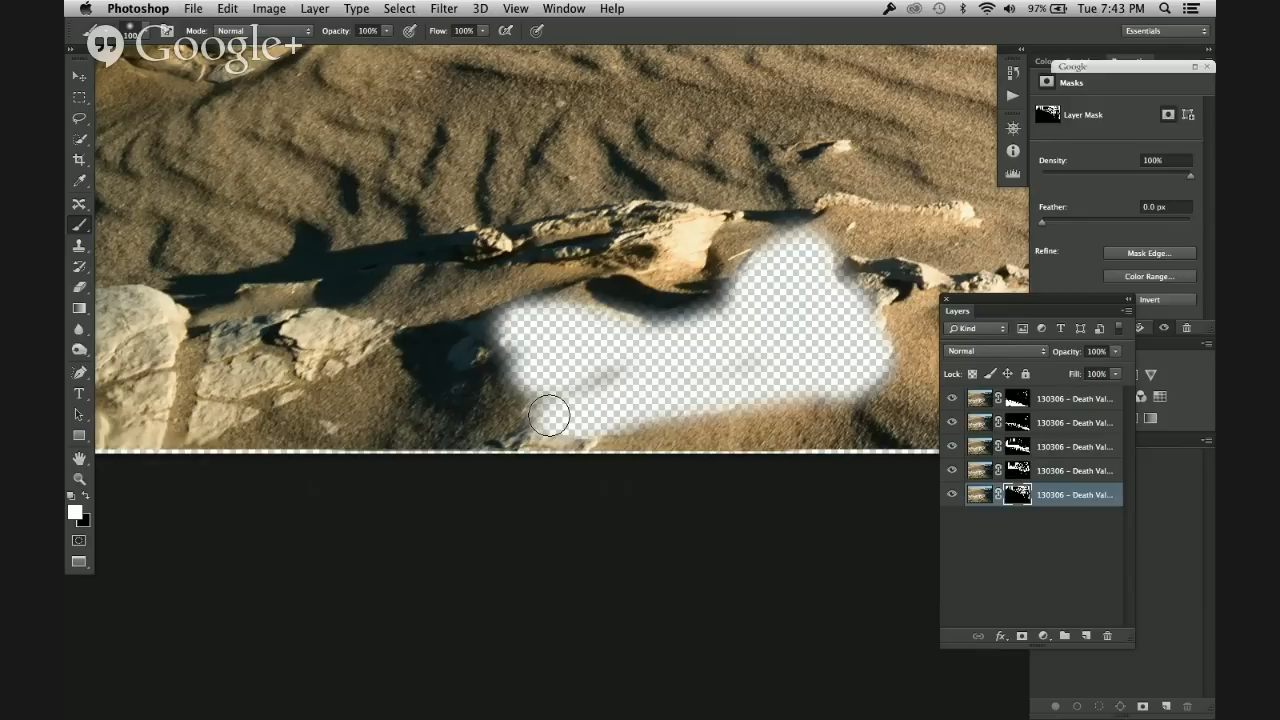 Photoshop File Edit Image Layer Type Select Filter 3D View Window Help 97% Tue 7:43 PM
100 Mode: Normal Opacity: 100% Flow: 100% Essentials
Google+
Google
Masks
Layer Mask
Density: 100%
Feather: 0.0 px
Refine: Mask Edge...
Color Range...
Invert
Layers
Kind
Normal Opacity: 100%
Lock: Fill: 100%
130306 - Death Val...
130306 - Death Val...
130306 - Death Val...
130306 - Death Val...
130306 - Death Val...